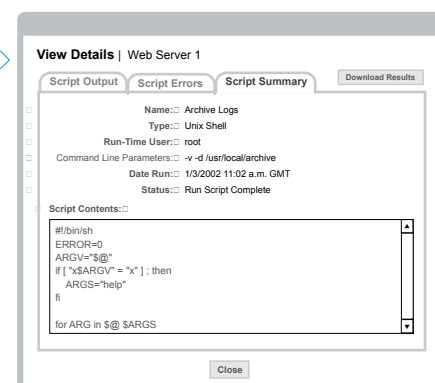 View Details | Web Server 1
Script Output Script Errors Script Summary Download Results
Name: Archive Logs
Type: Unix Shell
Run-Time User: root
Command Line Parameters: -v -d /usr/local/archive
Date Run: 1/3/2002 11:02 a.m. GMT
Status: Run Script Complete
Script Contents:
#!/bin/sh
ERROR=0
ARGV="$@"
if [ "x$ARGV" = "x" ] ; then
ARGS="help"
fi
for ARG in $@ $ARGS
Close